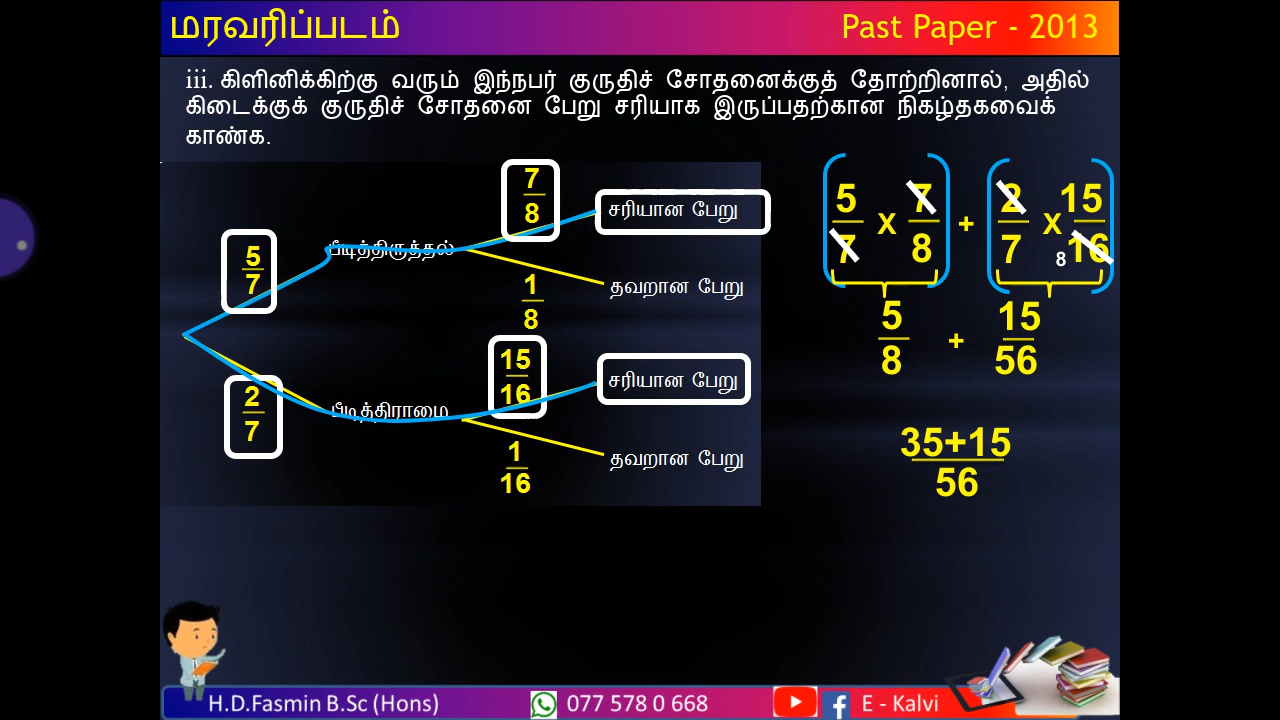 மரவரிப்படம்
Past Paper - 2013
iii. கிளினிக்கிற்கு வரும் இந்நபர் குருதிச் சோதனைக்குத் தோற்றினால், அதில்
கிடைக்குக் குருதிச் சோதனை பேறு சரியாக இருப்பதற்கான நிகழ்தகவைக்
காண்க.
5/7
பீடித்திருத்தல்
7/8
சரியான பேறு
1/8
தவறான பேறு
2/7
பீடித்திராமை
15/16
சரியான பேறு
1/16
தவறான பேறு
5/7 x 7/8 + 2/7 x 15/16
8
5/8 + 15/56
35+15
56
H.D.Fasmin B.Sc (Hons)
077 578 0 668
E - Kalvi